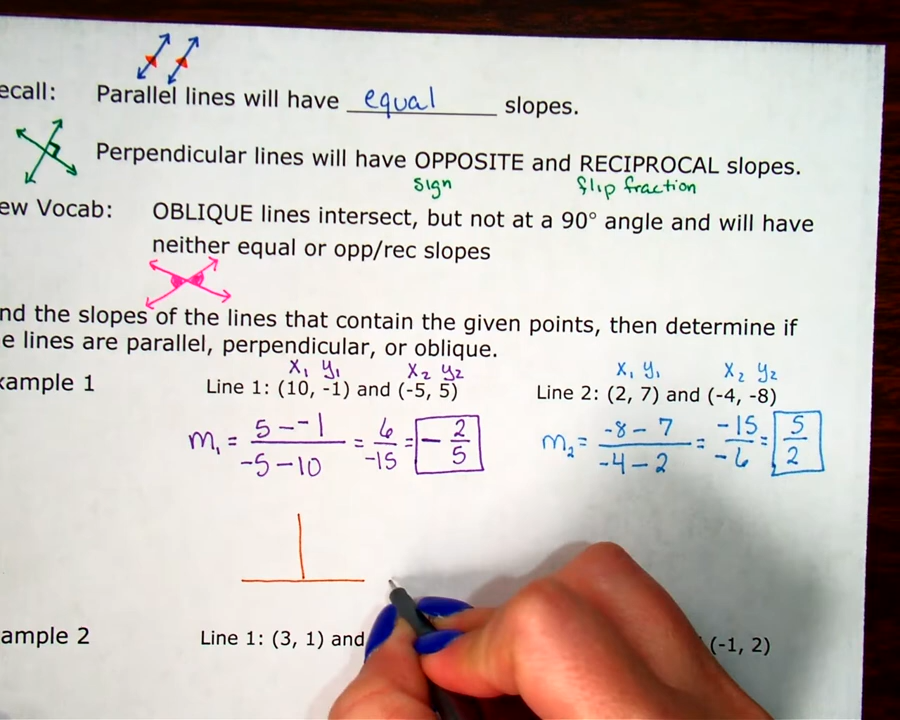 ecall: Parallel lines will have equal slopes.
Perpendicular lines will have OPPOSITE and RECIPROCAL slopes.
sign flip fraction
ew Vocab: OBLIQUE lines intersect, but not at a 90° angle and will have
neither equal or opp/rec slopes
nd the slopes of the lines that contain the given points, then determine if
e lines are parallel, perpendicular, or oblique.
x₁ y₁ x₂ y₂ x₁ y₁ x₂ y₂
xample 1 Line 1: (10, -1) and (-5, 5) Line 2: (2, 7) and (-4, -8)
m₁ = 5 - -1 / -5 - 10 = 6 / -15 = - 2 / 5 m₂ = -8 - 7 / -4 - 2 = -15 / -6 = 5 / 2
ample 2 Line 1: (3, 1) and (-1, 2)